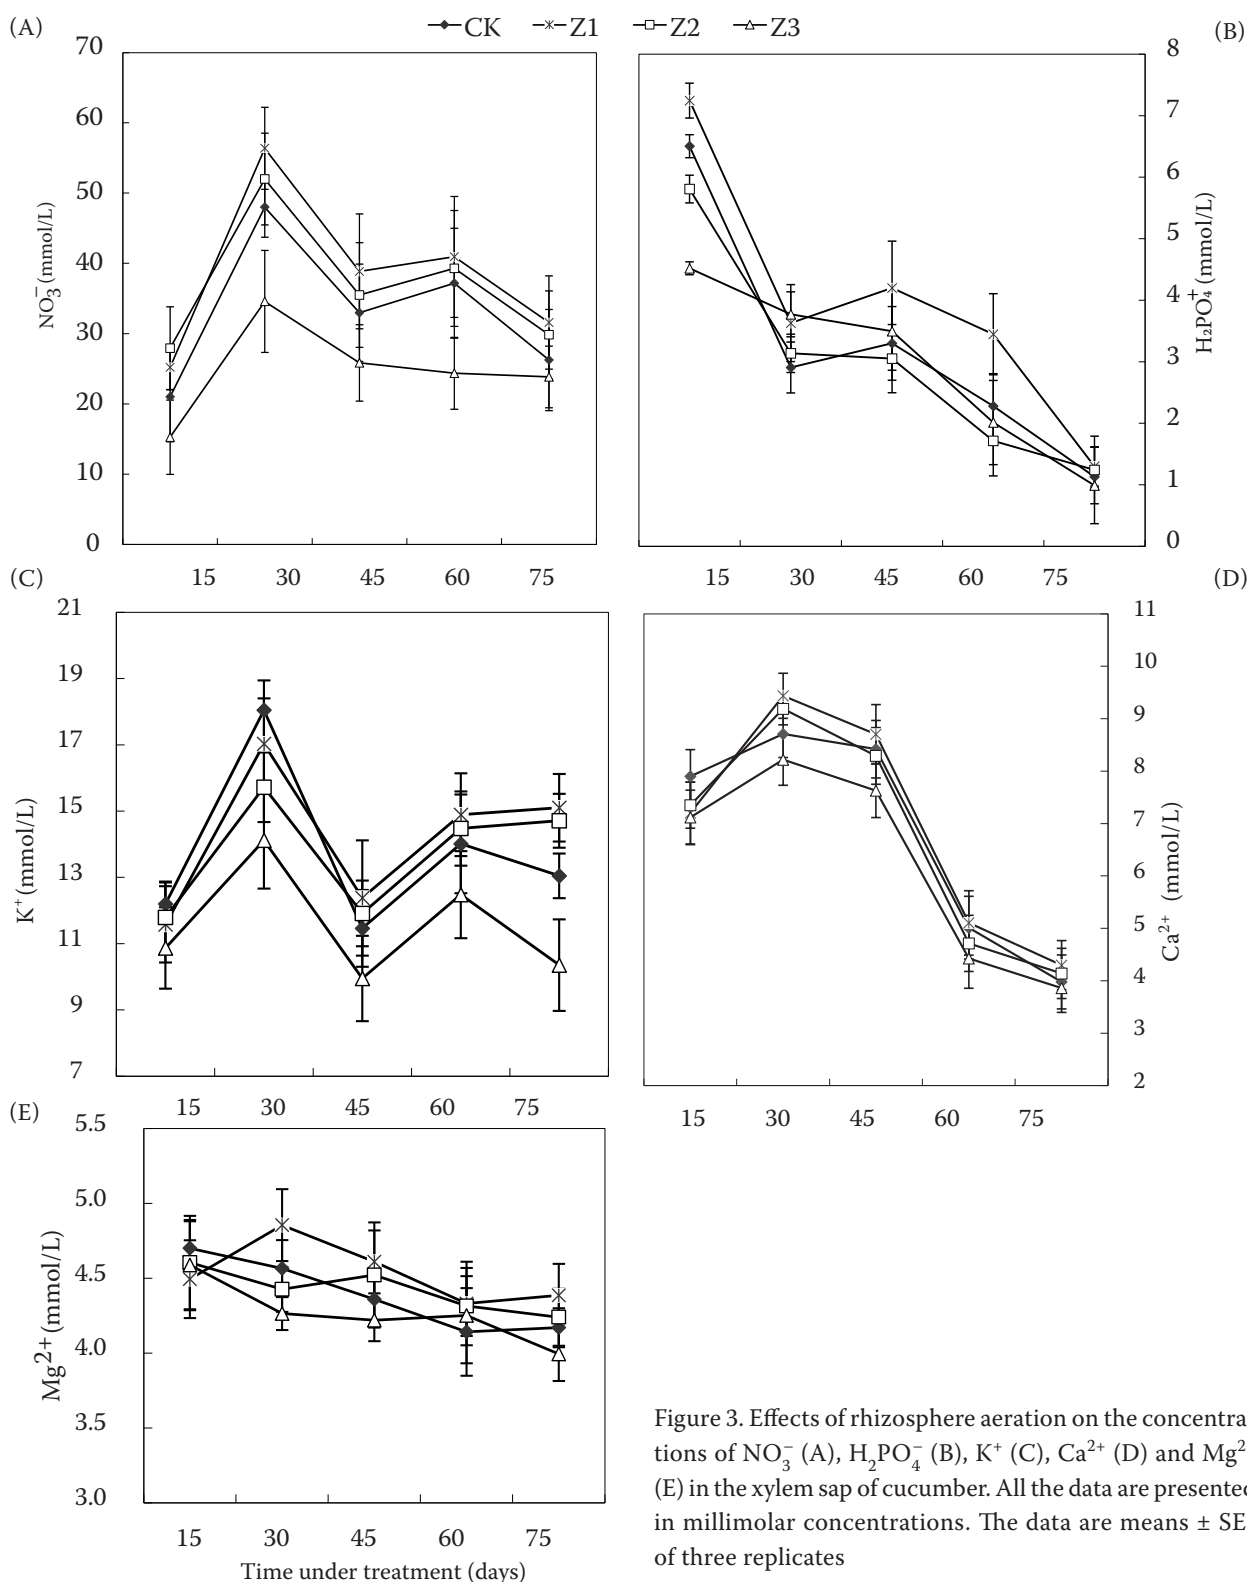 (A)
CK Z1 Z2 Z3
(B)
70
60
50
40
30
20
10
0
NO₃⁻ (mmol/L)
8
7
6
5
4
3
2
1
0
H₂PO₄⁺ (mmol/L)
15 30 45 60 75
15 30 45 60 75
(C)
(D)
21
19
17
15
13
11
9
7
K⁺ (mmol/L)
11
10
9
8
7
6
5
4
3
2
Ca²⁺ (mmol/L)
15 30 45 60 75
15 30 45 60 75
(E)
5.5
5.0
4.5
4.0
3.5
3.0
Mg2+ (mmol/L)
15 30 45 60 75
Time under treatment (days)
Figure 3. Effects of rhizosphere aeration on the concentra
tions of NO₃⁻ (A), H₂PO₄⁻ (B), K⁺ (C), Ca²⁺ (D) and Mg²
(E) in the xylem sap of cucumber. All the data are presented
in millimolar concentrations. The data are means ± SE
of three replicates